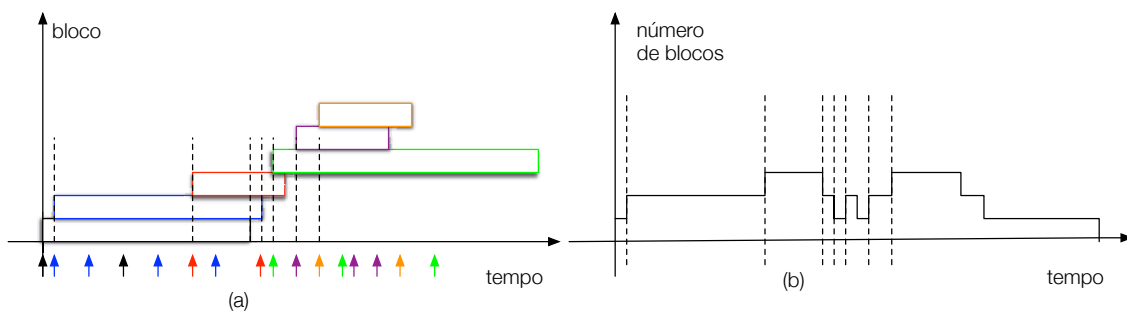 bloco
tempo
(a)
número
de blocos
tempo
(b)